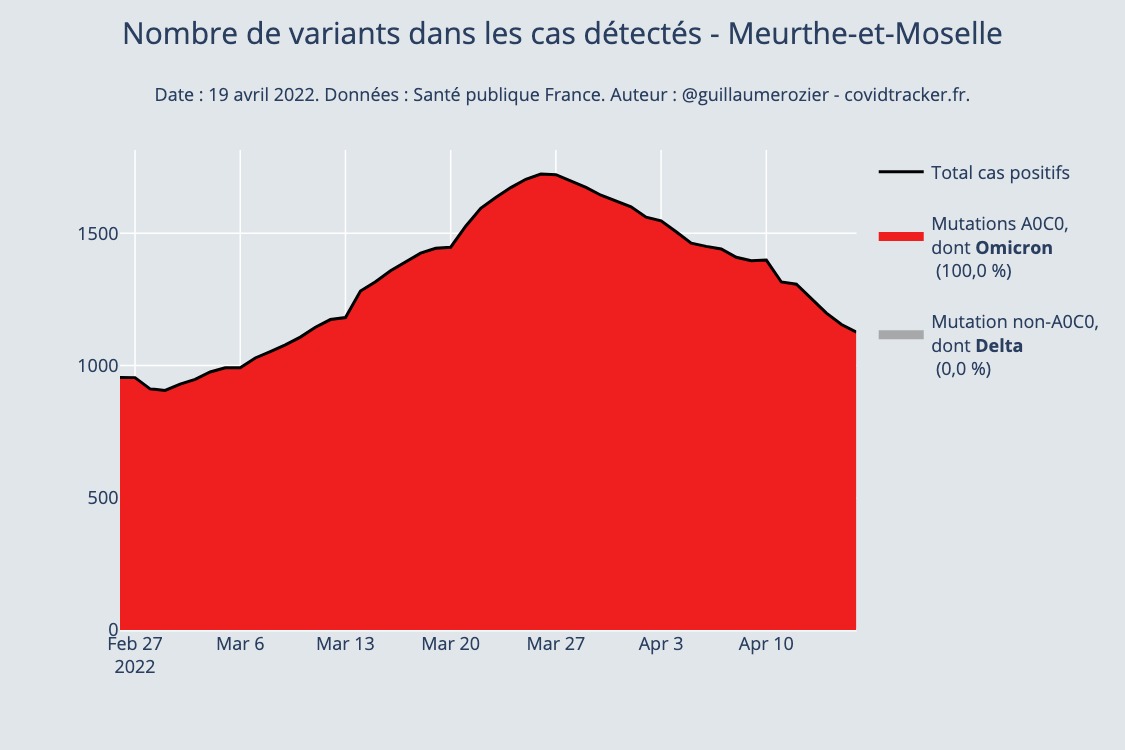 Nombre de variants dans les cas détectés - Meurthe-et-Moselle
Date : 19 avril 2022. Données : Santé publique France. Auteur : @guillaumerozier - covidtracker.fr.
Total cas positifs
Mutations A0C0,
dont Omicron
(100,0 %)
Mutation non-A0C0,
dont Delta
(0,0 %)
1500
1000
500
0
Feb 27 Mar 6 Mar 13 Mar 20 Mar 27 Apr 3 Apr 10
2022